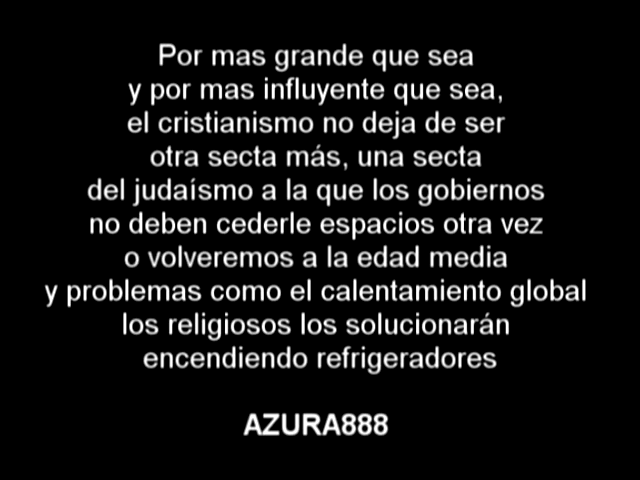 Por mas grande que sea
y por mas influyente que sea,
el cristianismo no deja de ser
otra secta más, una secta
del judaísmo a la que los gobiernos
no deben cederle espacios otra vez
o volveremos a la edad media
y problemas como el calentamiento global
los religiosos los solucionarán
encendiendo refrigeradores
AZURA888